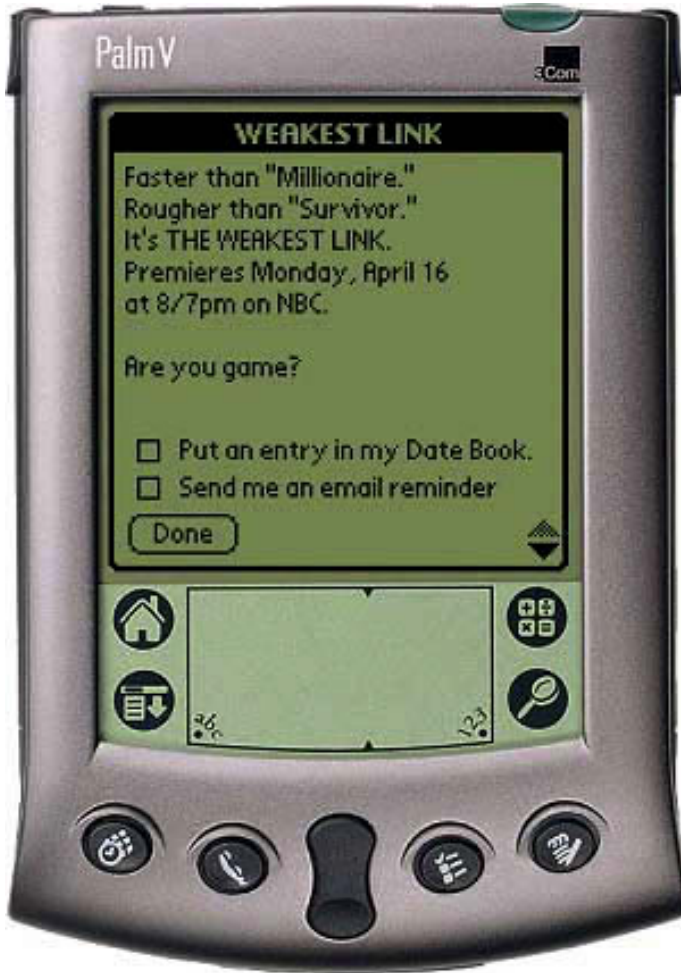 PalmV
3Com
WEAKEST LINK
Faster than "Millionaire."
Rougher than "Survivor."
It's THE WEAKEST LINK.
Premieres Monday, April 16
at 8/7pm on NBC.
Are you game?
Put an entry in my Date Book.
Send me an email reminder
Done
abc
123